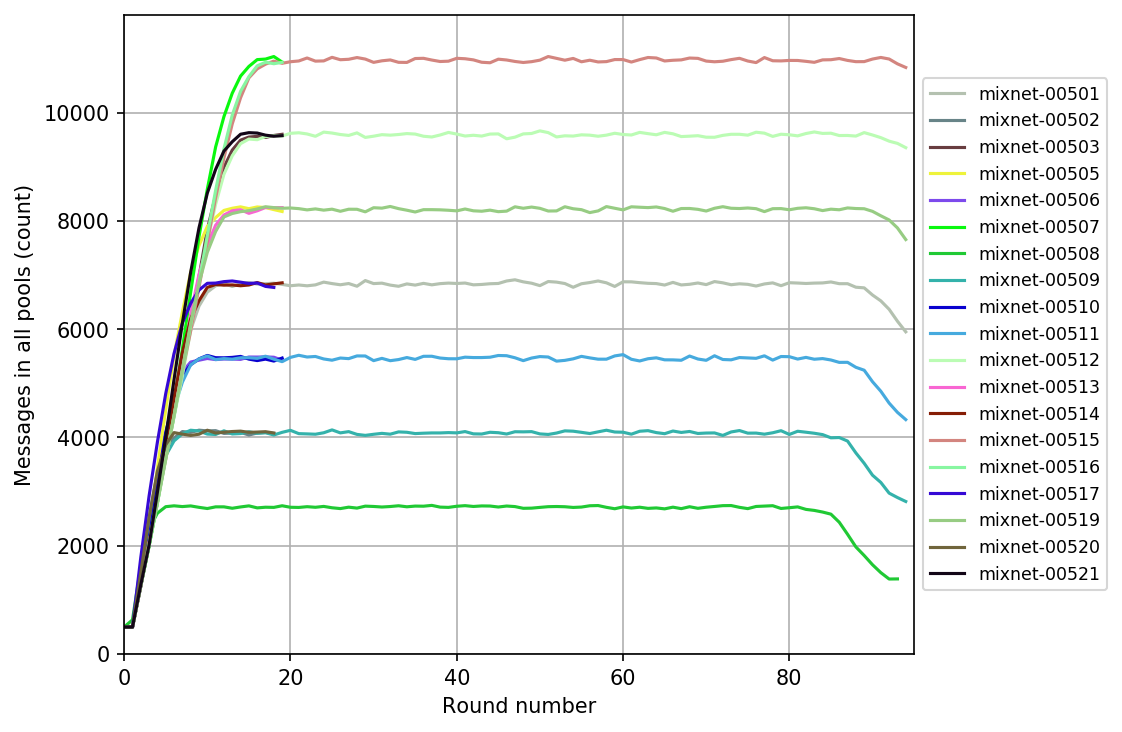 Messages in all pools (count)
10000
8000
6000
4000
2000
0
0 20 40 60 80
Round number
mixnet-00501
mixnet-00502
mixnet-00503
mixnet-00505
mixnet-00506
mixnet-00507
mixnet-00508
mixnet-00509
mixnet-00510
mixnet-00511
mixnet-00512
mixnet-00513
mixnet-00514
mixnet-00515
mixnet-00516
mixnet-00517
mixnet-00519
mixnet-00520
mixnet-00521